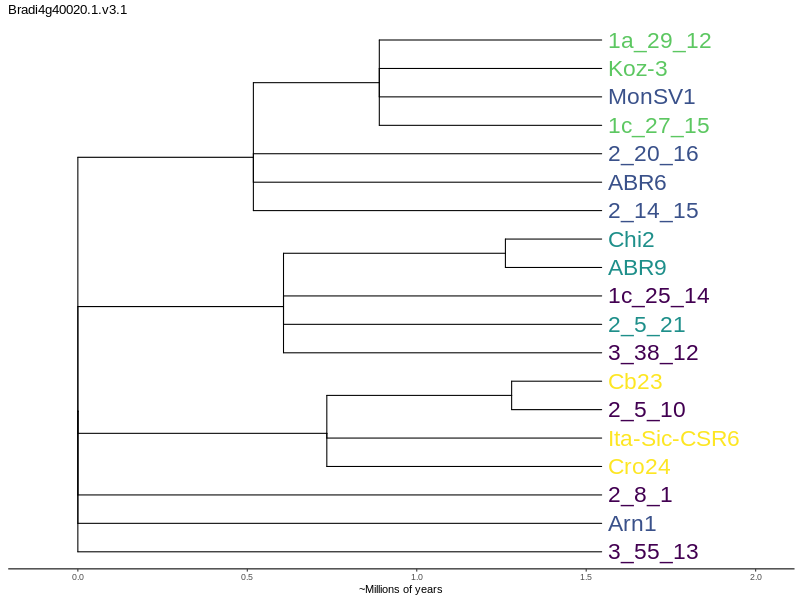 Bradi4g40020.1.v3.1
1a_29_12
Koz-3
MonSV1
1c_27_15
2_20_16
ABR6
2_14_15
Chi2
ABR9
1c_25_14
2_5_21
3_38_12
Cb23
2_5_10
Ita-Sic-CSR6
Cro24
2_8_1
Arn1
3_55_13
0.0 0.5 1.0 1.5 2.0
~Millions of years